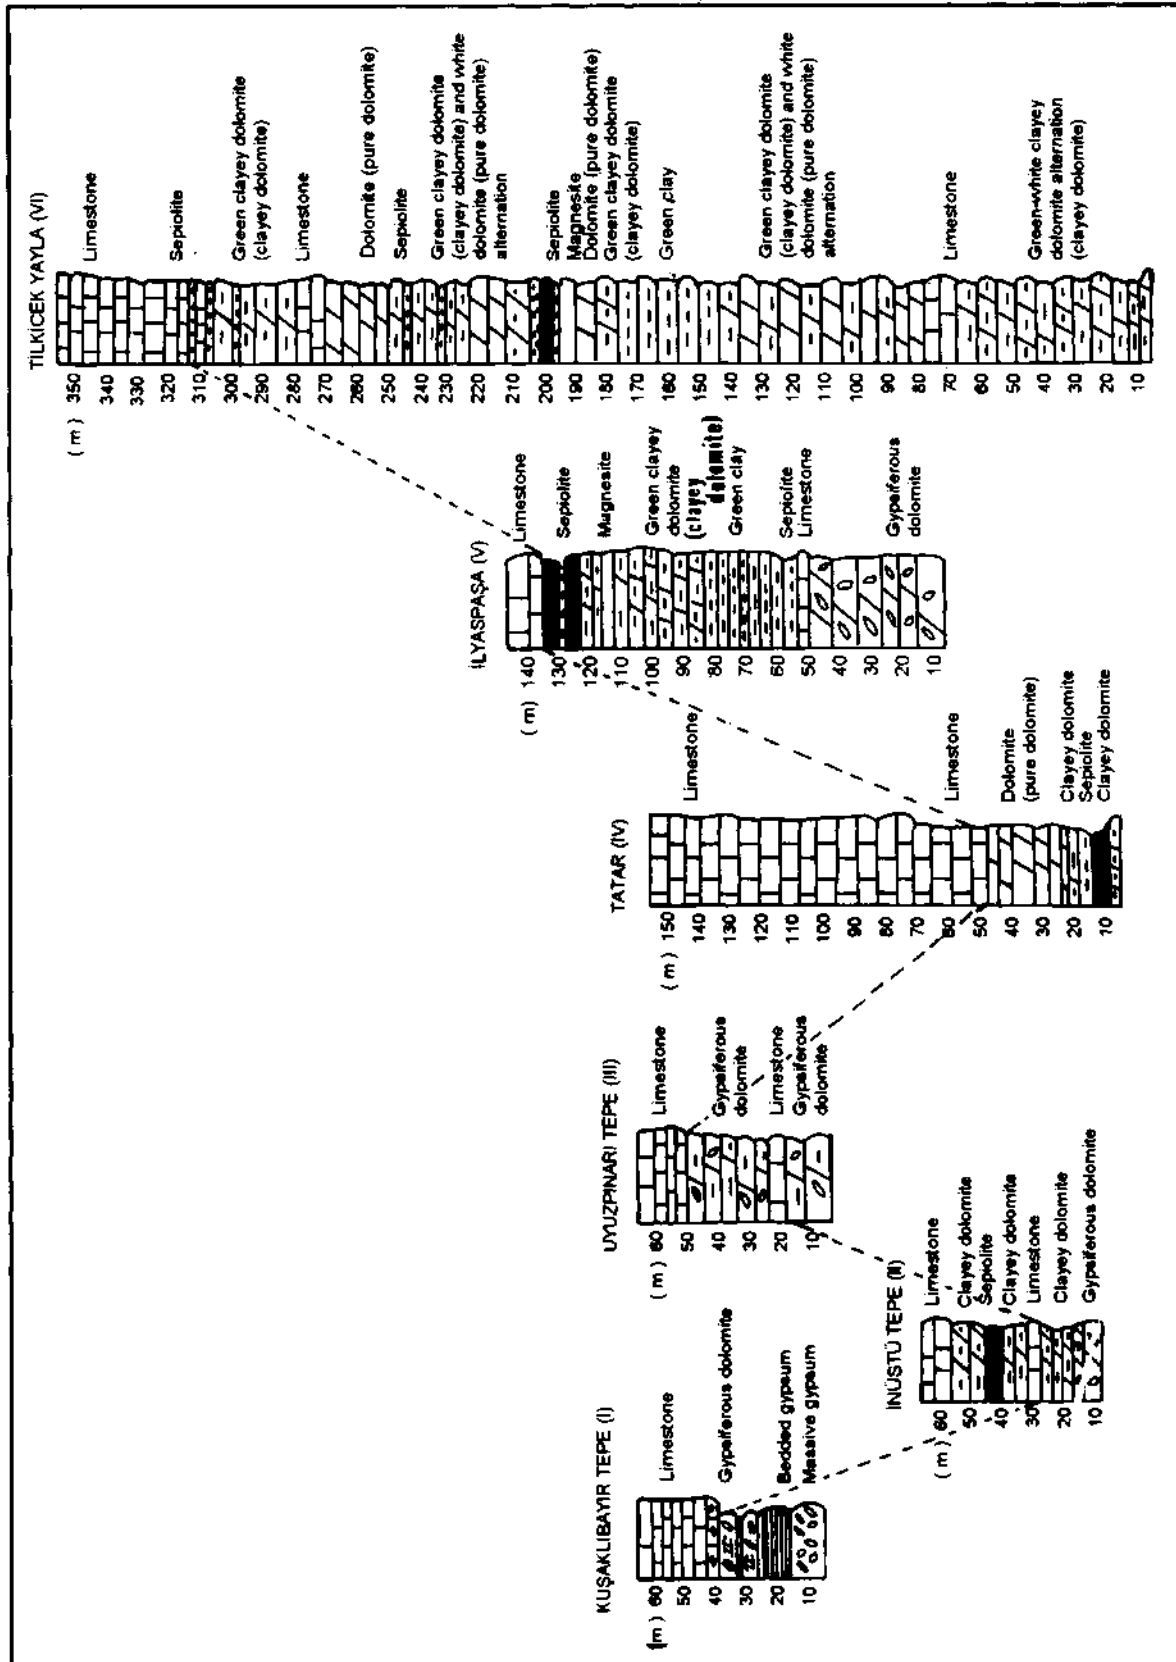 KUŞAKLIBAYIR TEPE (I)
(m)
60
50
40
30
20
10
Limestone
Gypsiferous dolomite
Bedded gypsum
Massive gypsum
İNÜSTÜ TEPE (II)
(m)
60
50
40
30
20
10
Limestone
Clayey dolomite
Sepiolite
Clayey dolomite
Limestone
Clayey dolomite
Gypsiferous dolomite
UYUZPINARI TEPE (III)
(m)
60
50
40
30
20
10
Limestone
Gypsiferous
dolomite
Limestone
Gypsiferous
dolomite
TATAR (IV)
(m)
150
140
130
120
110
100
90
80
70
60
50
40
30
20
10
Limestone
Limestone
Dolomite
(pure dolomite)
Clayey dolomite
Sepiolite
Clayey dolomite
İLYASPAŞA (V)
(m)
140
130
120
110
100
90
80
70
60
50
40
30
20
10
Limestone
Sepiolite
Magnesite
Green clayey
dolomite
(clayey
dolomite)
Green clay
Sepiolite
Limestone
Gypsiferous
dolomite
TİLKİCEK YAYLA (VI)
(m)
350
340
330
320
310
300
290
280
270
260
250
240
230
220
210
200
190
180
170
160
150
140
130
120
110
100
90
80
70
60
50
40
30
20
10
Limestone
Sepiolite
Green clayey dolomite
(clayey dolomite)
Limestone
Dolomite (pure dolomite)
Sepiolite
Green clayey dolomite
(clayey dolomite) and white
dolomite (pure dolomite)
alternation
Sepiolite
Magnesite
Dolomite (pure dolomite)
Green clayey dolomite
(clayey dolomite)
Green clay
Green clayey dolomite
(clayey dolomite) and white
dolomite (pure dolomite)
alternation
Limestone
Green-white clayey
dolomite alternation
(clayey dolomite)